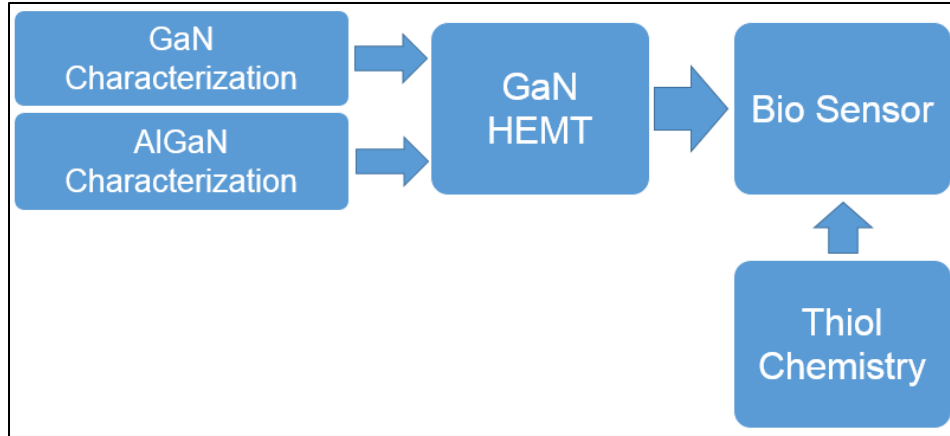 GaN
Characterization
AlGaN
Characterization
GaN
HEMT
Bio Sensor
Thiol
Chemistry